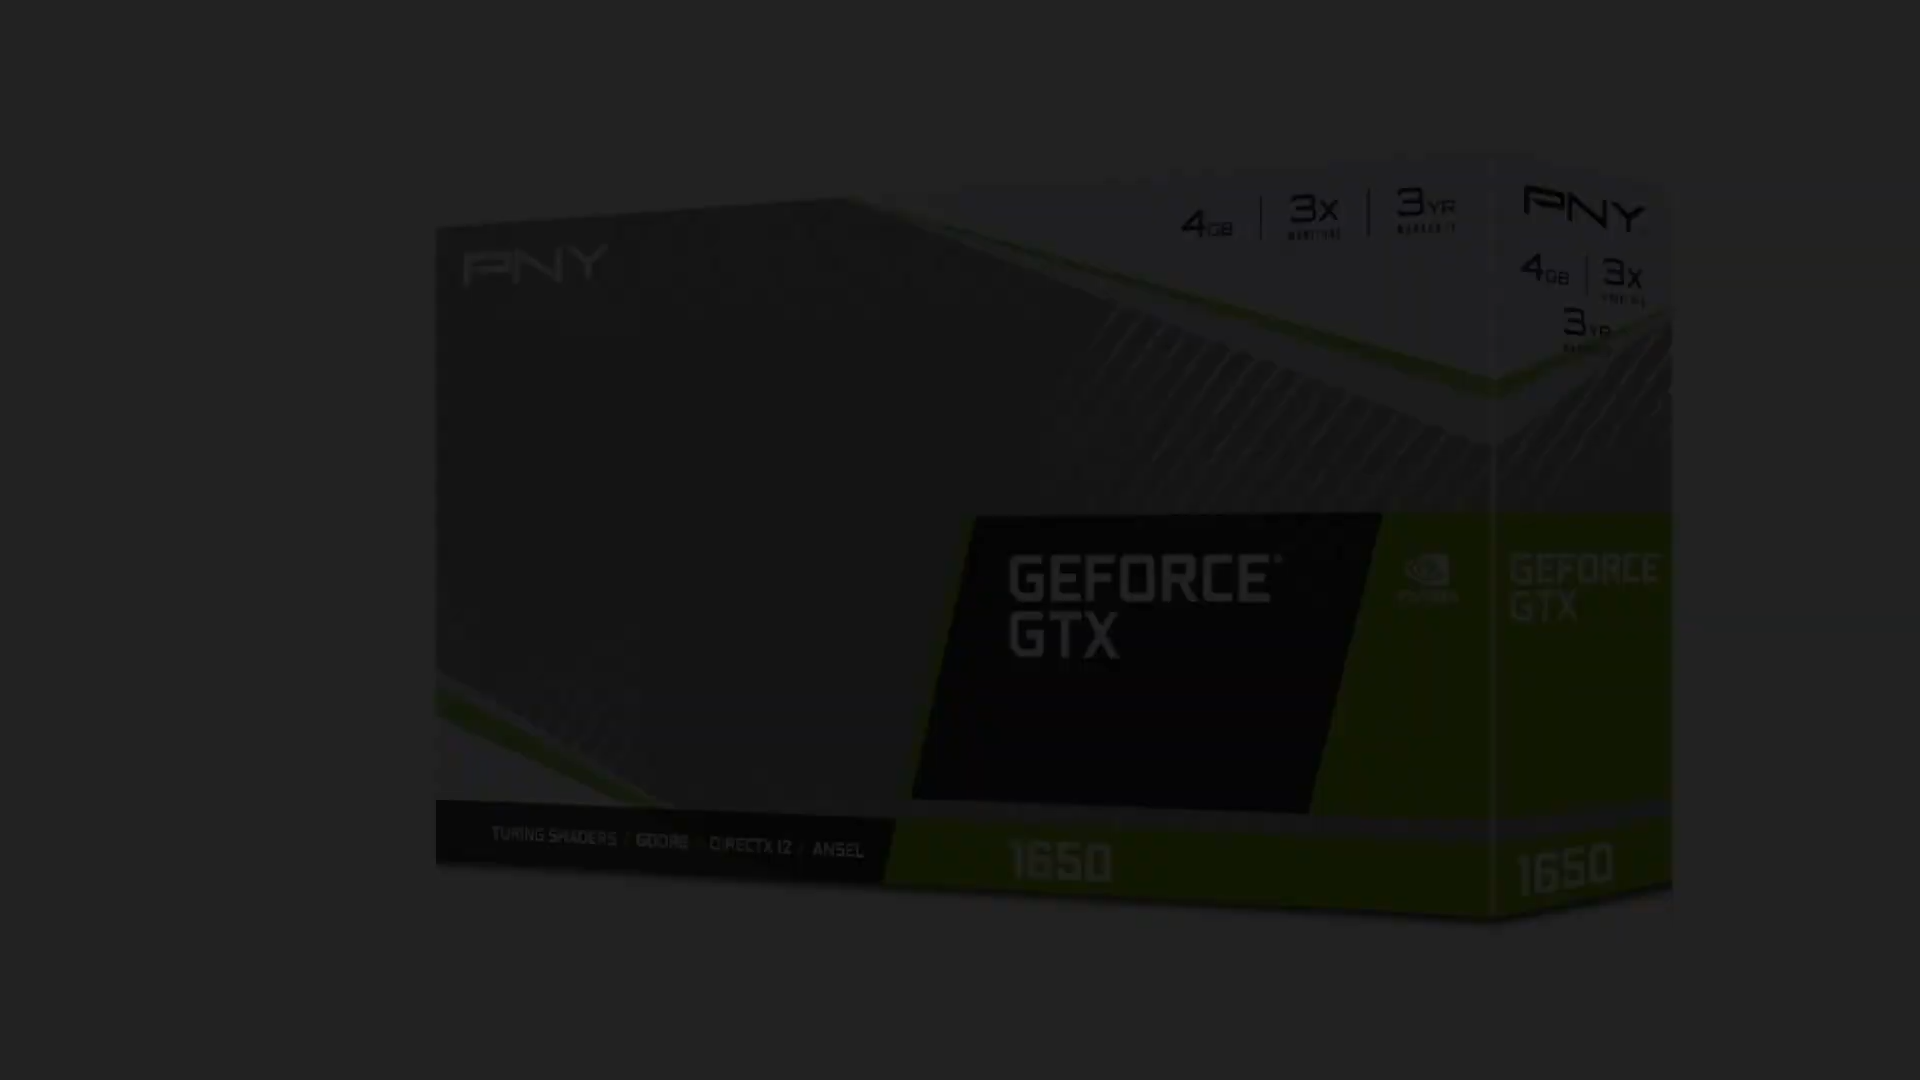 PNY
4GB
3x
3YR
PNY
4GB
3x
3YR
GEFORCE
GTX
GEFORCE
GTX
TURING SHADERS / GDDR6 / DIRECTX 12 / ANSEL
1650
1650